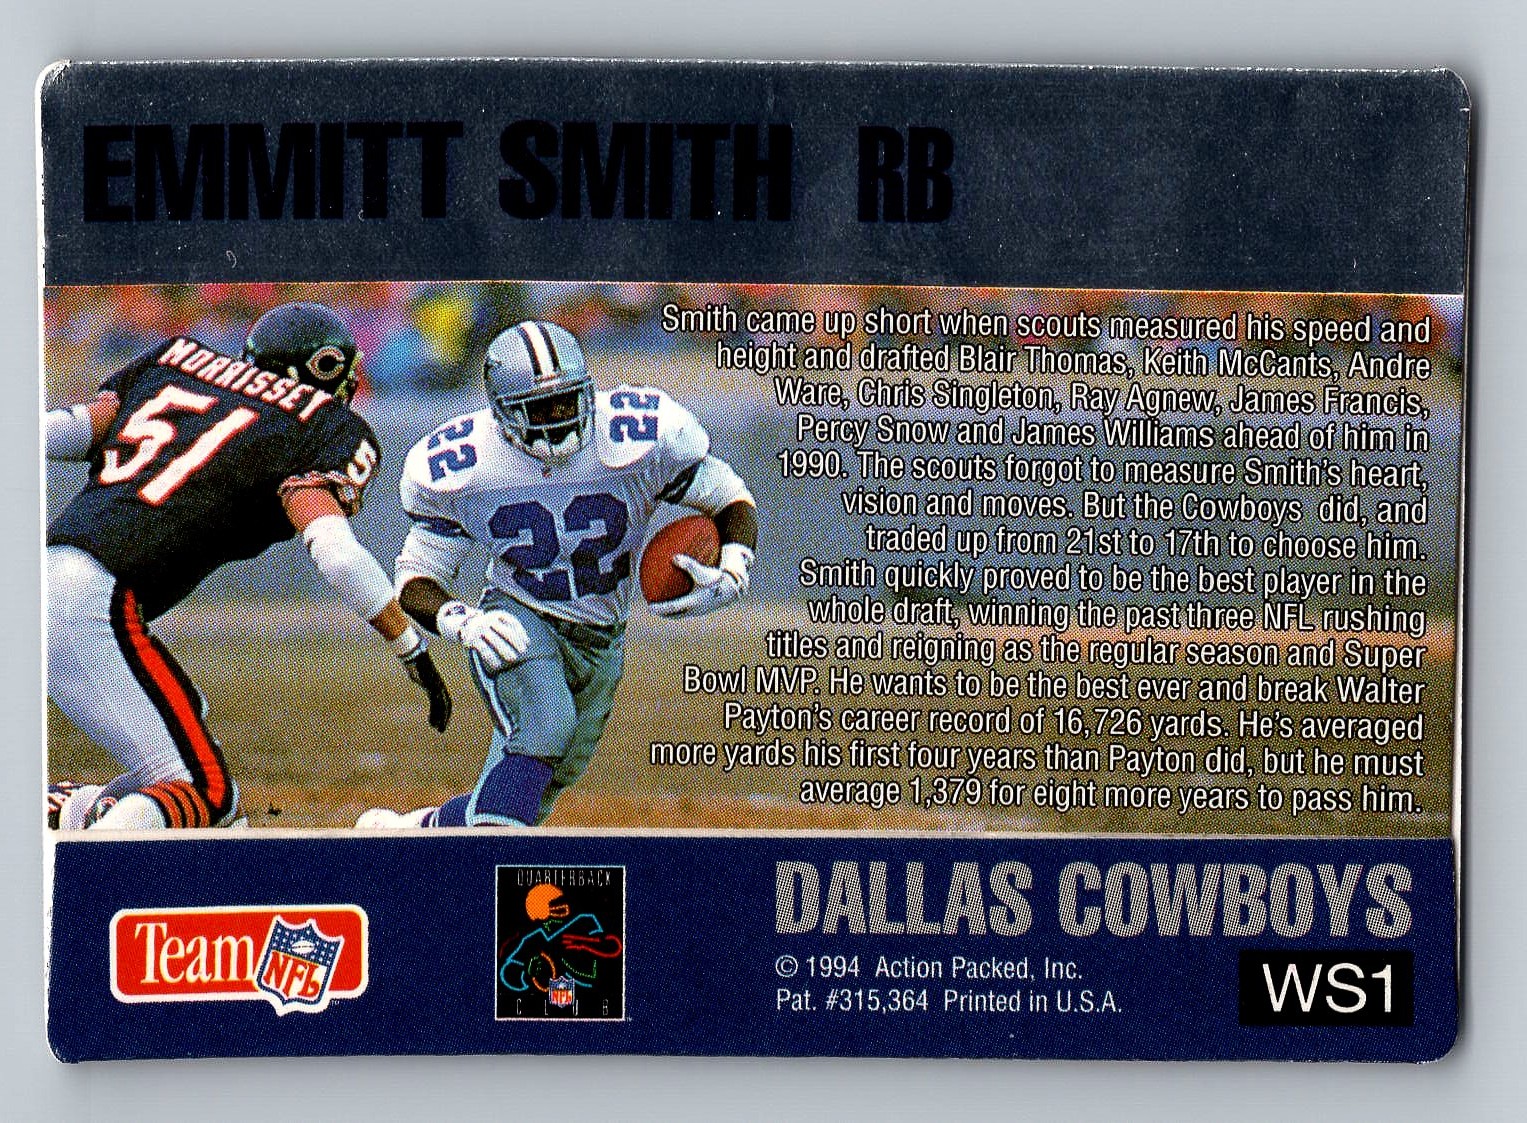 EMMITT SMITH RB
MORRISSEY
51
5
C
22
22
22
Smith came up short when scouts measured his speed and
height and drafted Blair Thomas, Keith McCants, Andre
Ware, Chris Singleton, Ray Agnew, James Francis,
Percy Snow and James Williams ahead of him in
1990. The scouts forgot to measure Smith's heart,
vision and moves. But the Cowboys did, and
traded up from 21st to 17th to choose him.
Smith quickly proved to be the best player in the
whole draft, winning the past three NFL rushing
titles and reigning as the regular season and Super
Bowl MVP. He wants to be the best ever and break Walter
Payton's career record of 16,726 yards. He's averaged
more yards his first four years than Payton did, but he must
average 1,379 for eight more years to pass him.
Team NFL
QUARTERBACK
NFL
CLUB
DALLAS COWBOYS
© 1994 Action Packed, Inc.
Pat. #315,364 Printed in U.S.A.
WS1